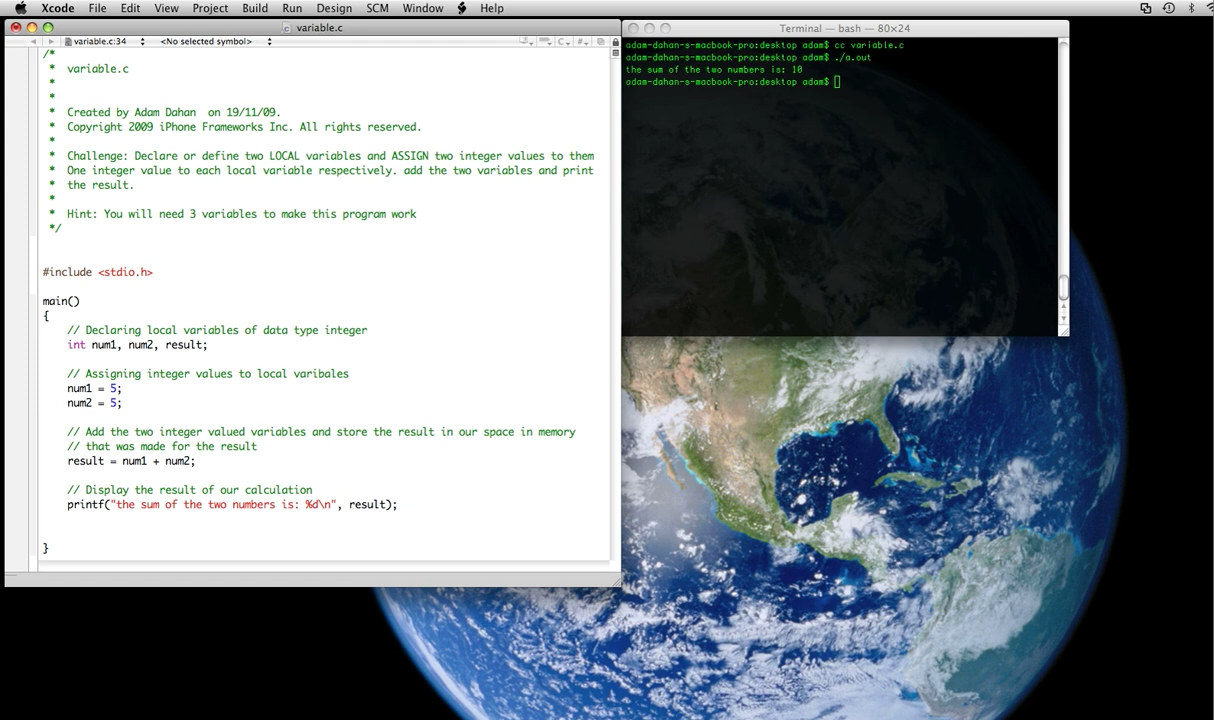 Xcode File Edit View Project Build Run Design SCM Window Help
variable.c
variable.c:34 <No selected symbol>
/*
* variable.c
*
*
* Created by Adam Dahan on 19/11/09.
* Copyright 2009 iPhone Frameworks Inc. All rights reserved.
*
* Challenge: Declare or define two LOCAL variables and ASSIGN two integer values to them
* One integer value to each local variable respectively. add the two variables and print
* the result.
*
* Hint: You will need 3 variables to make this program work
*/
#include <stdio.h>
main()
{
// Declaring local variables of data type integer
int num1, num2, result;
// Assigning integer values to local varibales
num1 = 5;
num2 = 5;
// Add the two integer valued variables and store the result in our space in memory
// that was made for the result
result = num1 + num2;
// Display the result of our calculation
printf("the sum of the two numbers is: %d\n", result);
}
Terminal — bash — 80×24
adam-dahan-s-macbook-pro:desktop adam$ cc variable.c
adam-dahan-s-macbook-pro:desktop adam$ ./a.out
the sum of the two numbers is: 10
adam-dahan-s-macbook-pro:desktop adam$